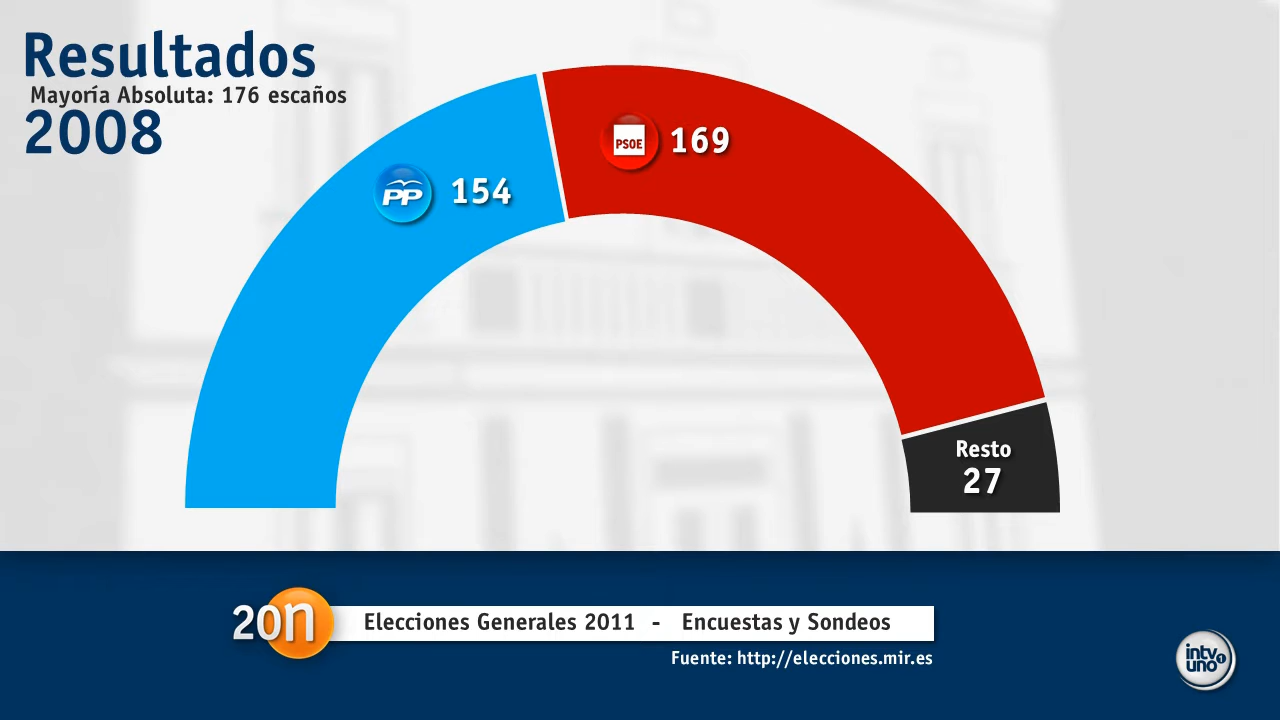 Resultados
Mayoría Absoluta: 176 escaños
2008
PSOE
169
PP
154
Resto
27
20n
Elecciones Generales 2011 - Encuestas y Sondeos
Fuente: http://elecciones.mir.es
intv
uno
1